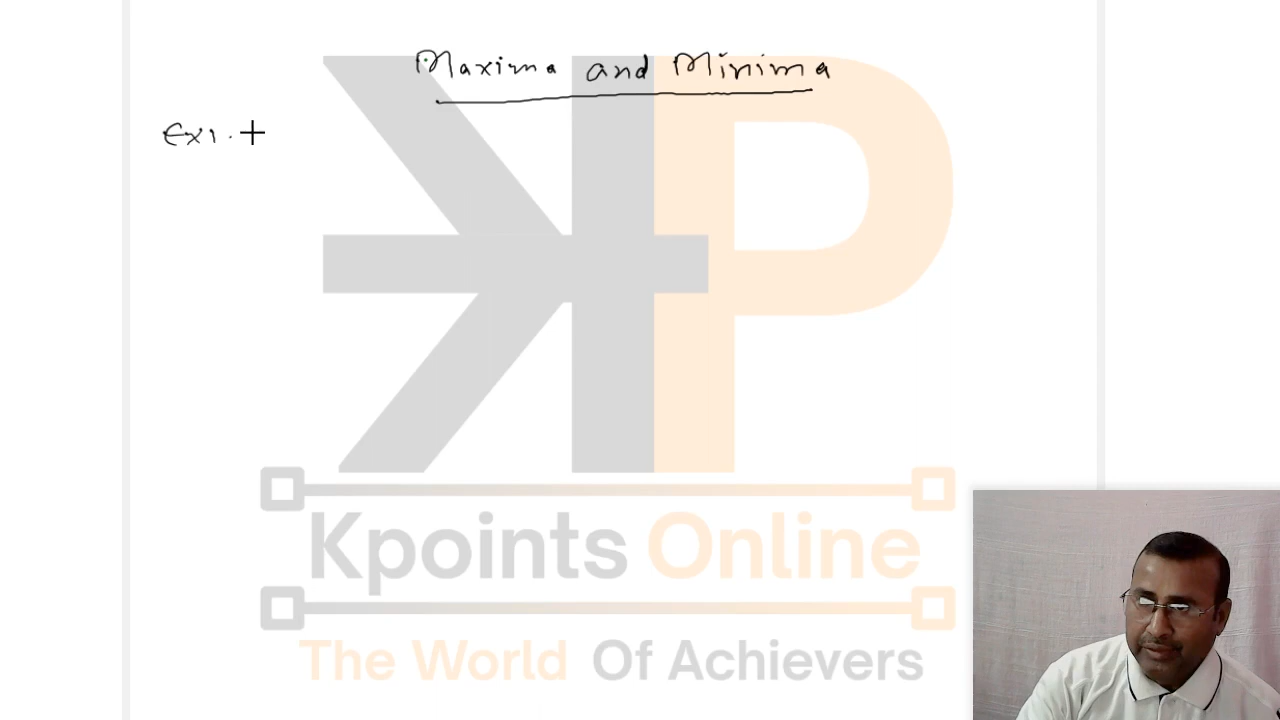 Maxima and Minima
Ex1.
Kpoints Online
The World Of Achievers